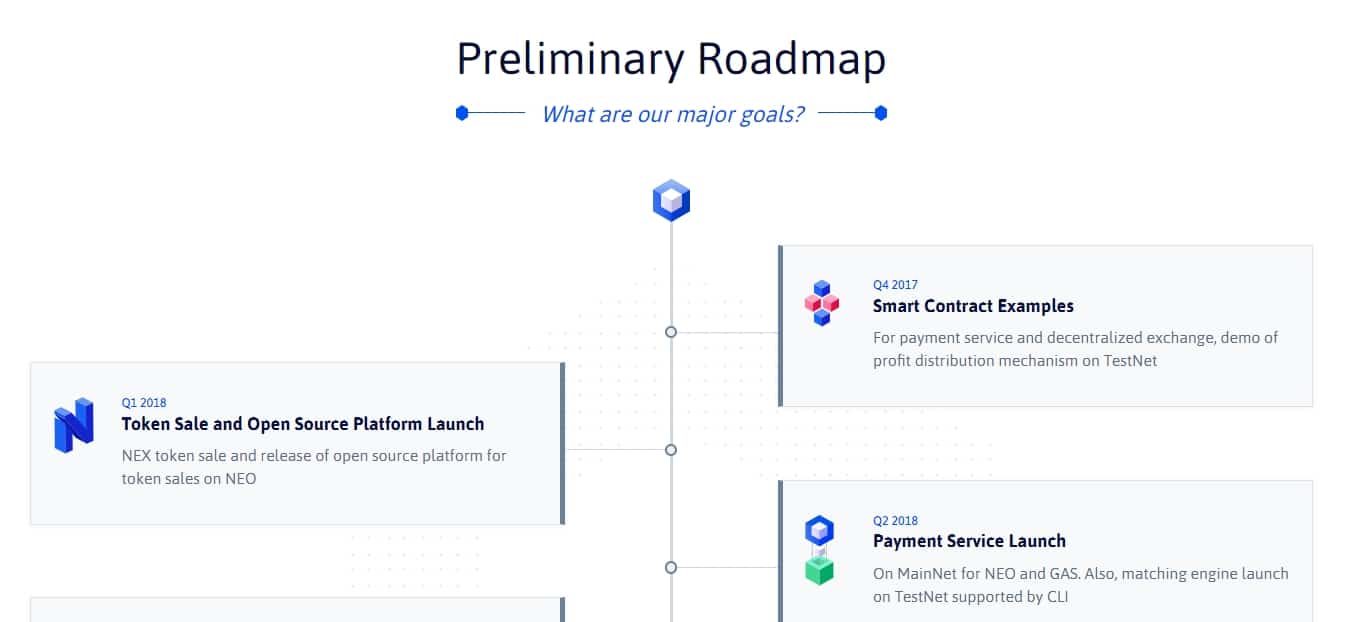 Preliminary Roadmap
What are our major goals?
Q4 2017
Smart Contract Examples
For payment service and decentralized exchange, demo of
profit distribution mechanism on TestNet
Q1 2018
Token Sale and Open Source Platform Launch
NEX token sale and release of open source platform for
token sales on NEO
Q2 2018
Payment Service Launch
On MainNet for NEO and GAS. Also, matching engine launch
on TestNet supported by CLI